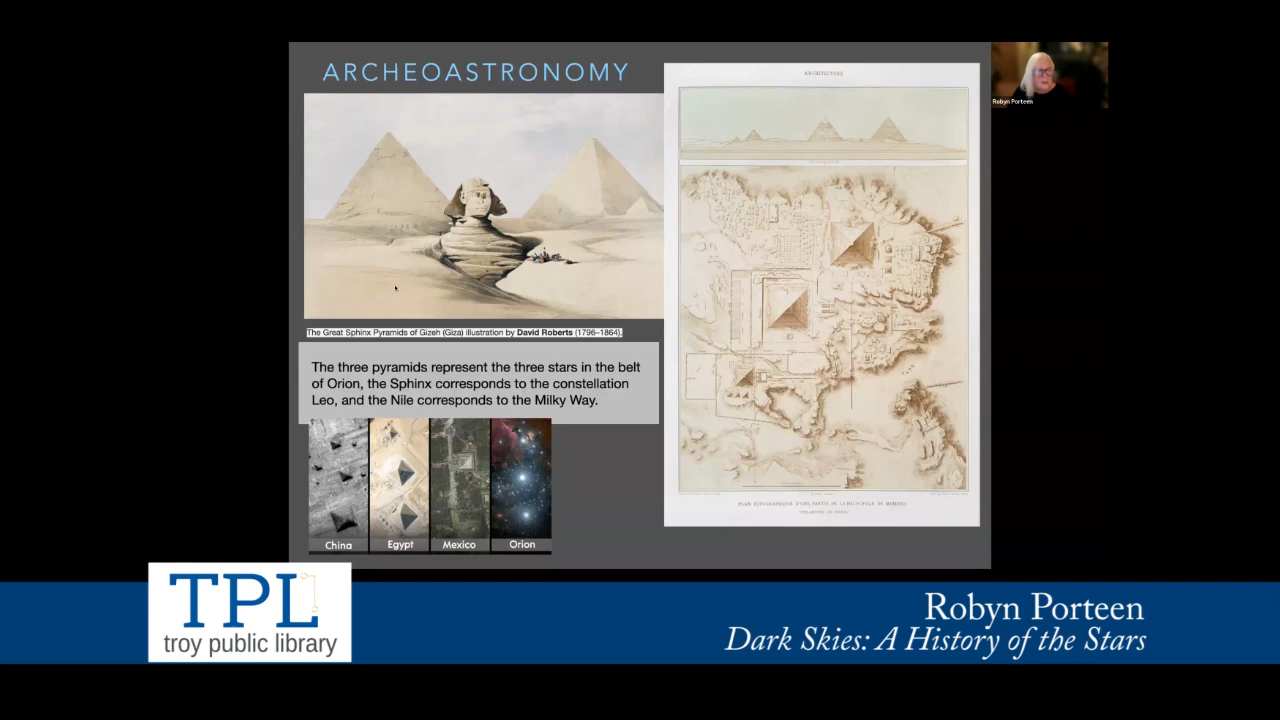 ARCHEOASTRONOMY
The Great Sphinx Pyramids of Gizeh (Giza) illustration by David Roberts (1796–1864).
The three pyramids represent the three stars in the belt
of Orion, the Sphinx corresponds to the constellation
Leo, and the Nile corresponds to the Milky Way.
China
Egypt
Mexico
Orion
ARCHITECTURE
PLAN TOPOGRAPHIQUE D'UNE PARTIE DE LA NECROPOLE DE MEMPHIS
Robyn Porteen
TPL
troy public library
Robyn Porteen
Dark Skies: A History of the Stars